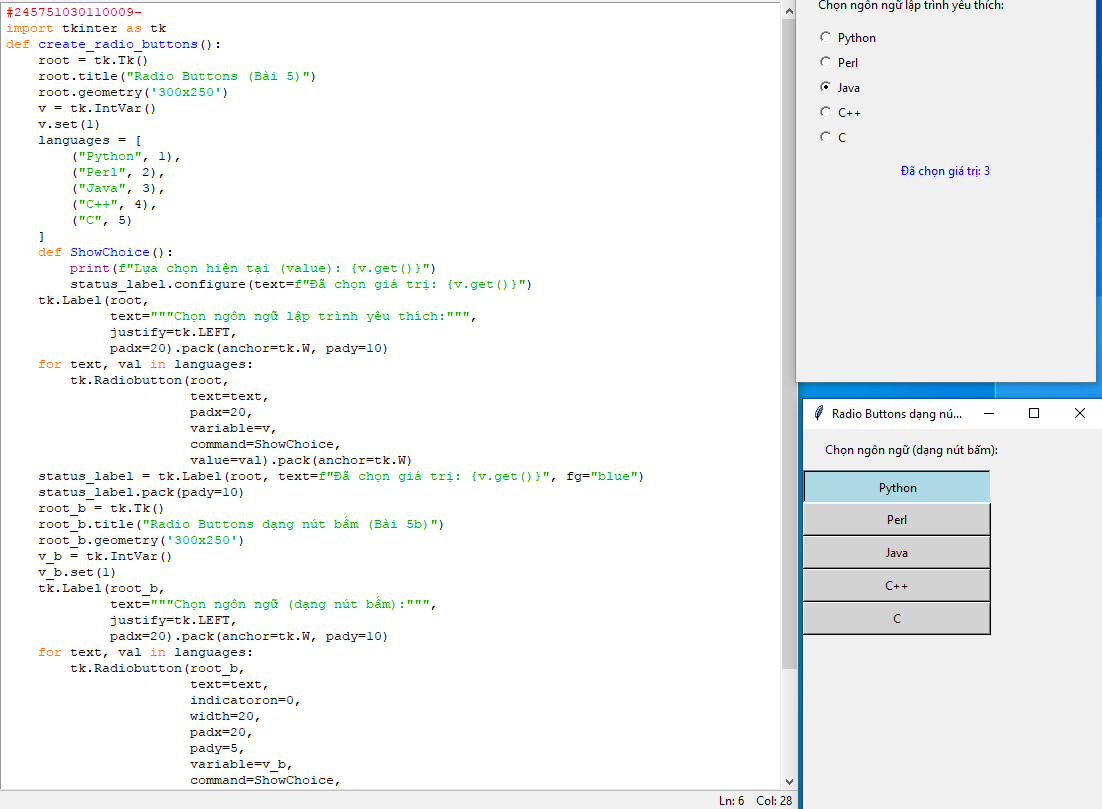 #245751030110009-
import tkinter as tk
def create_radio_buttons():
    root = tk.Tk()
    root.title("Radio Buttons (Bài 5)")
    root.geometry('300x250')
    v = tk.IntVar()
    v.set(1)
    languages = [
        ("Python", 1),
        ("Perl", 2),
        ("Java", 3),
        ("C++", 4),
        ("C", 5)
    ]
    def ShowChoice():
        print(f"Lựa chọn hiện tại (value): {v.get()}")
        status_label.configure(text=f"Đã chọn giá trị: {v.get()}")
    tk.Label(root,
             text="""Chọn ngôn ngữ lập trình yêu thích:""",
             justify=tk.LEFT,
             padx=20).pack(anchor=tk.W, pady=10)
    for text, val in languages:
        tk.Radiobutton(root,
                       text=text,
                       padx=20,
                       variable=v,
                       command=ShowChoice,
                       value=val).pack(anchor=tk.W)
    status_label = tk.Label(root, text=f"Đã chọn giá trị: {v.get()}", fg="blue")
    status_label.pack(pady=10)
    root_b = tk.Tk()
    root_b.title("Radio Buttons dạng nút bấm (Bài 5b)")
    root_b.geometry('300x250')
    v_b = tk.IntVar()
    v_b.set(1)
    tk.Label(root_b,
             text="""Chọn ngôn ngữ (dạng nút bấm):""",
             justify=tk.LEFT,
             padx=20).pack(anchor=tk.W, pady=10)
    for text, val in languages:
        tk.Radiobutton(root_b,
                       text=text,
                       indicatoron=0,
                       width=20,
                       padx=20,
                       pady=5,
                       variable=v_b,
                       command=ShowChoice,
Ln: 6 Col: 28
Chọn ngôn ngữ lập trình yêu thích:
Python
Perl
Java
C++
C
Đã chọn giá trị: 3
Radio Buttons dạng nú...
Chọn ngôn ngữ (dạng nút bấm):
Python
Perl
Java
C++
C